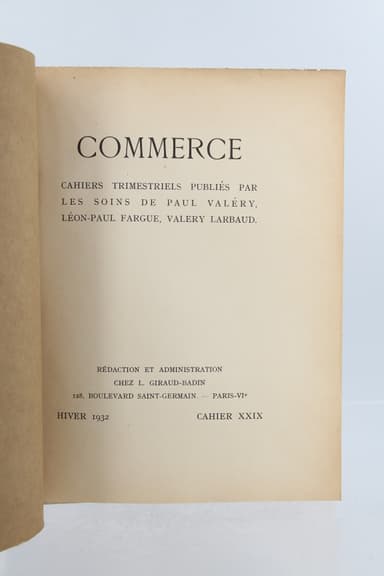 COMMERCE
CAHIERS TRIMESTRIELS PUBLIÉS PAR
LES SOINS DE PAUL VALÉRY,
LÉON-PAUL FARGUE, VALERY LARBAUD.
RÉDACTION ET ADMINISTRATION
CHEZ L. GIRAUD-BADIN
128, BOULEVARD SAINT-GERMAIN. — PARIS-VIᵉ
HIVER 1932 CAHIER XXIX